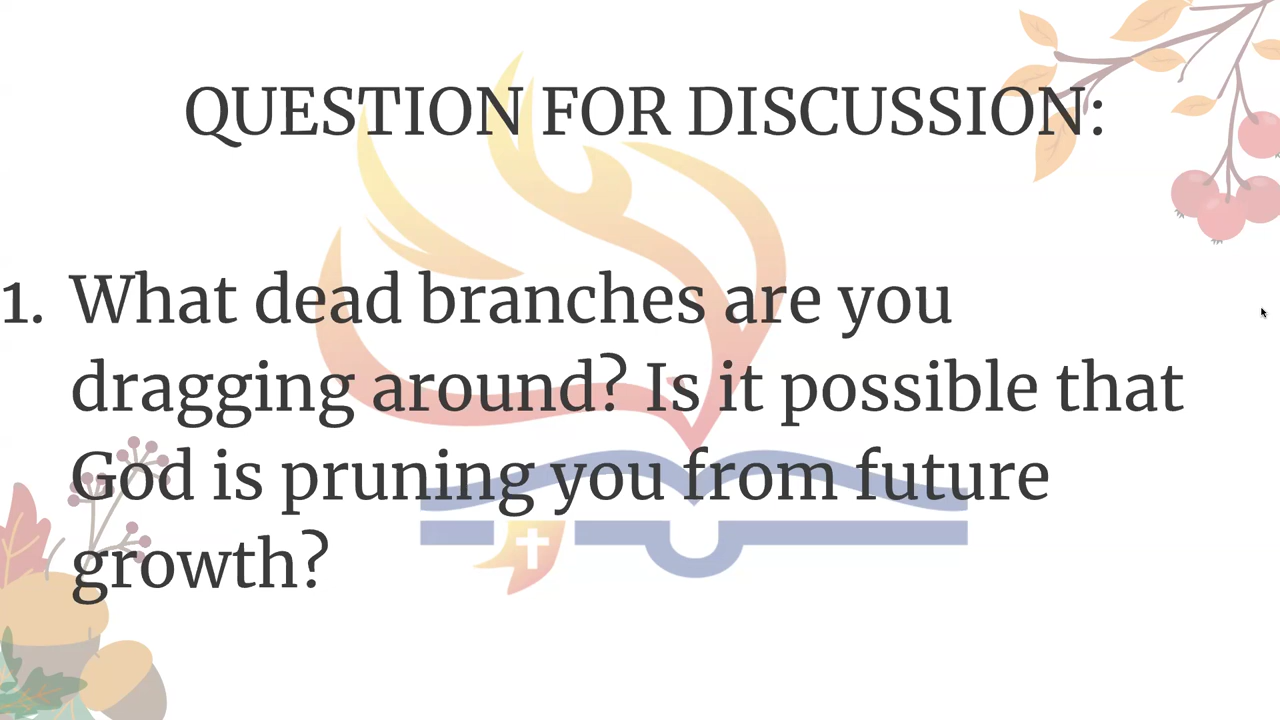 QUESTION FOR DISCUSSION:
1. What dead branches are you
dragging around? Is it possible that
God is pruning you from future
growth?